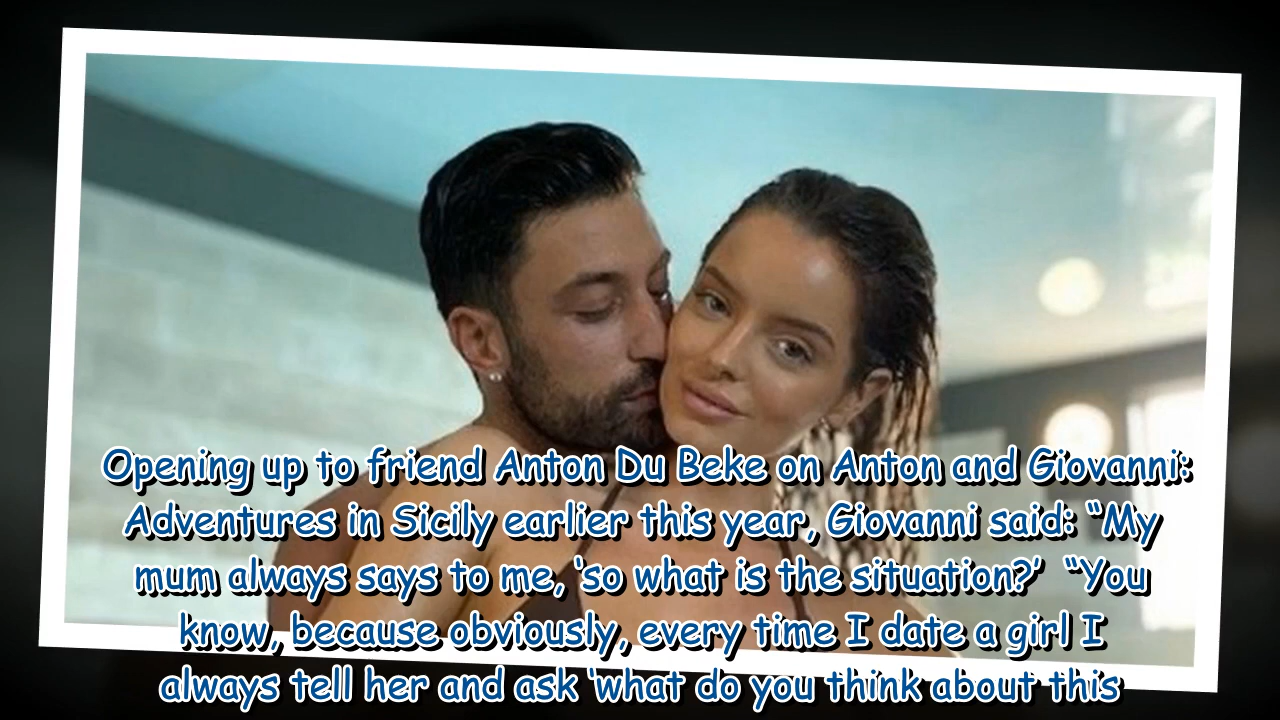 Opening up to friend Anton Du Beke on Anton and Giovanni:
Adventures in Sicily earlier this year, Giovanni said: “My
mum always says to me, ‘so what is the situation?’ “You
know, because obviously, every time I date a girl I
always tell her and ask ‘what do you think about this